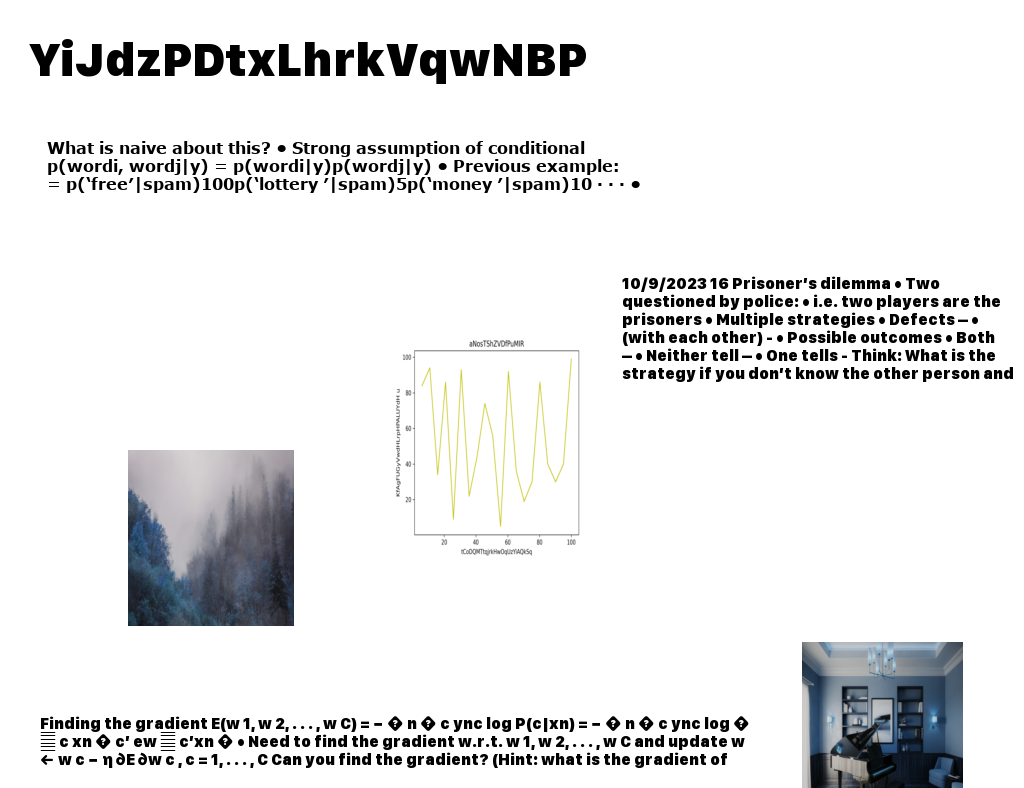 YiJdzPDtxLhrkVqwNBP
What is naive about this? • Strong assumption of conditional
p(wordi, wordj|y) = p(wordi|y)p(wordj|y) • Previous example:
= p(‘free’|spam)100p(‘lottery ’|spam)5p(‘money ’|spam)10 · · · •
10/9/2023 16 Prisoner’s dilemma • Two
questioned by police: • i.e. two players are the
prisoners • Multiple strategies • Defects – •
(with each other) - • Possible outcomes • Both
– • Neither tell – • One tells - Think: What is the
strategy if you don’t know the other person and
aNosTShZVDfPuMlR
100
80
60
40
20
20 40 60 80 100
Finding the gradient E(w 1, w 2, . . . , w C) = − � n � c ync log P(c|xn) = − � n � c ync log �
▒ c xn � c’ ew ▒ c’xn � • Need to find the gradient w.r.t. w 1, w 2, . . . , w C and update w
← w c − η ∂E ∂w c , c = 1, . . . , C Can you find the gradient? (Hint: what is the gradient of